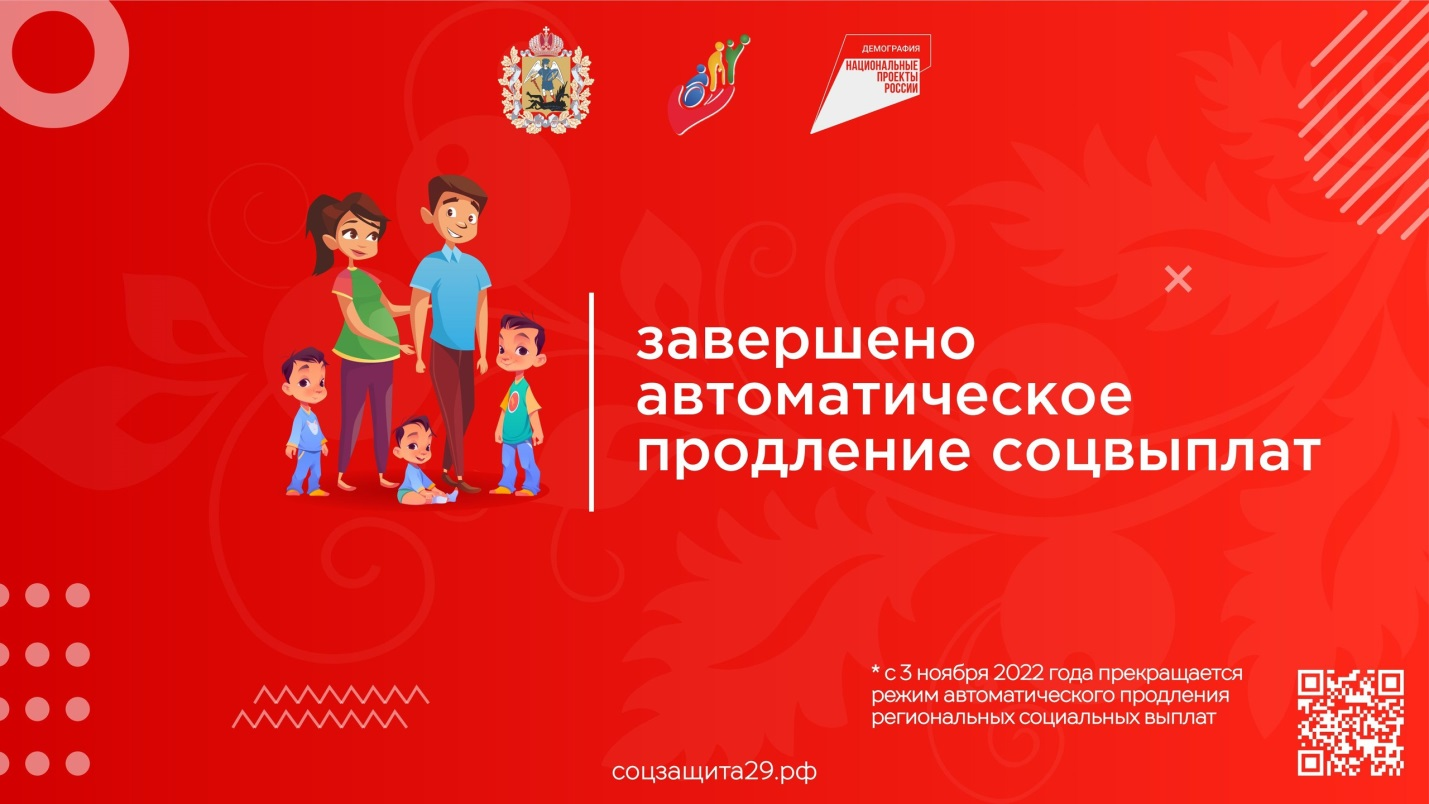 ДЕМОГРАФИЯ
НАЦИОНАЛЬНЫЕ
ПРОЕКТЫ
РОССИИ
завершено
автоматическое
продление соцвыплат
* с 3 ноября 2022 года прекращается
режим автоматического продления
региональных социальных выплат
соцзащита29.рф